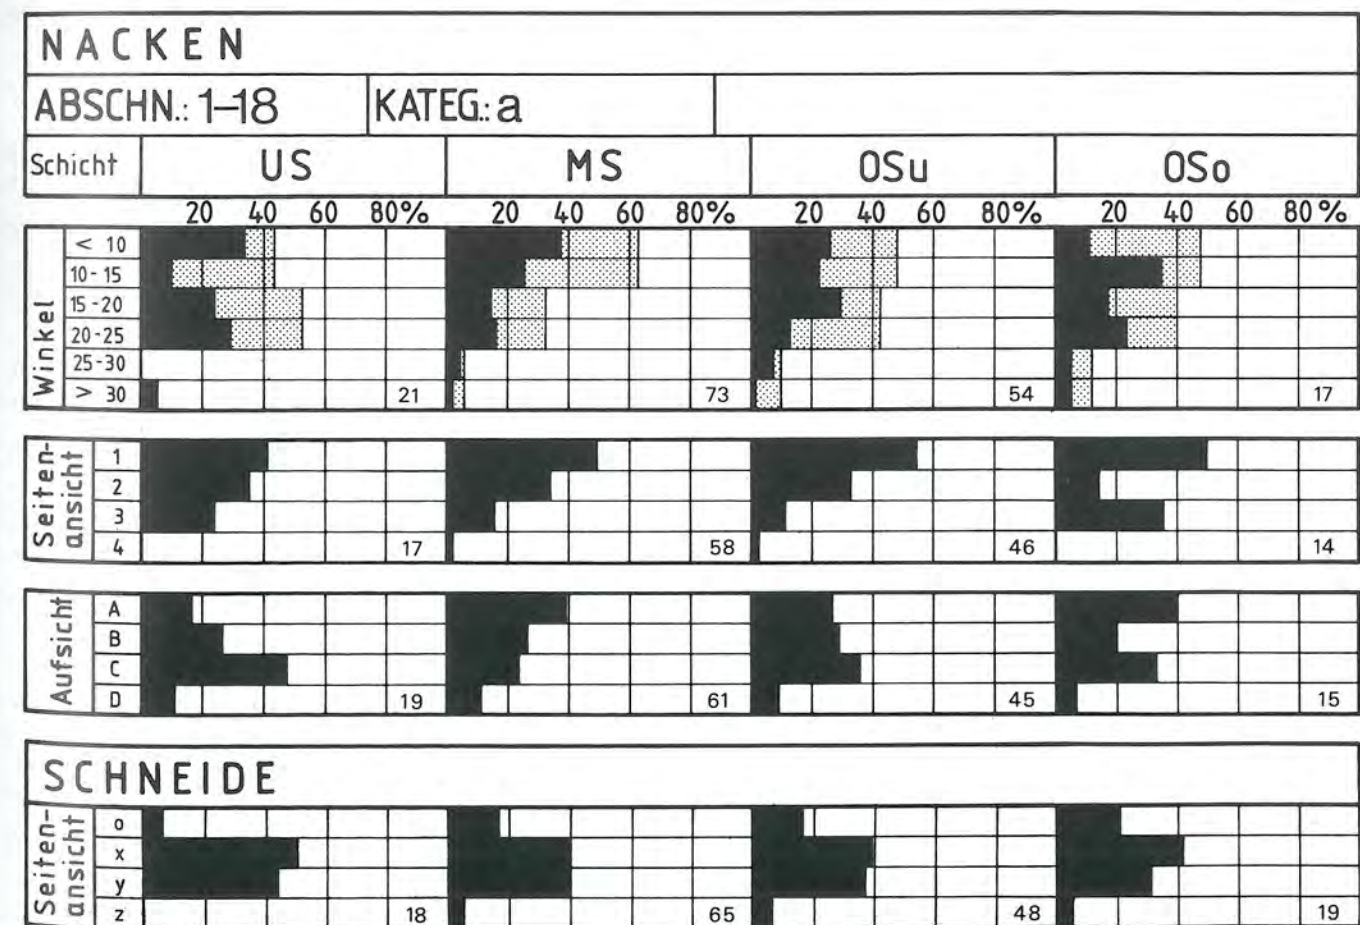 NACKEN
ABSCHN.: 1–18 KATEG.: a
Schicht US MS OSu OSo
20 40 60 80% 20 40 60 80% 20 40 60 80% 20 40 60 80%
Winkel
< 10
10-15
15-20
20-25
25-30
> 30 21 73 54 17
Seiten-
ansicht
1
2
3
4 17 58 46 14
Aufsicht
A
B
C
D 19 61 45 15
SCHNEIDE
Seiten-
ansicht
o
x
y
z 18 65 48 19